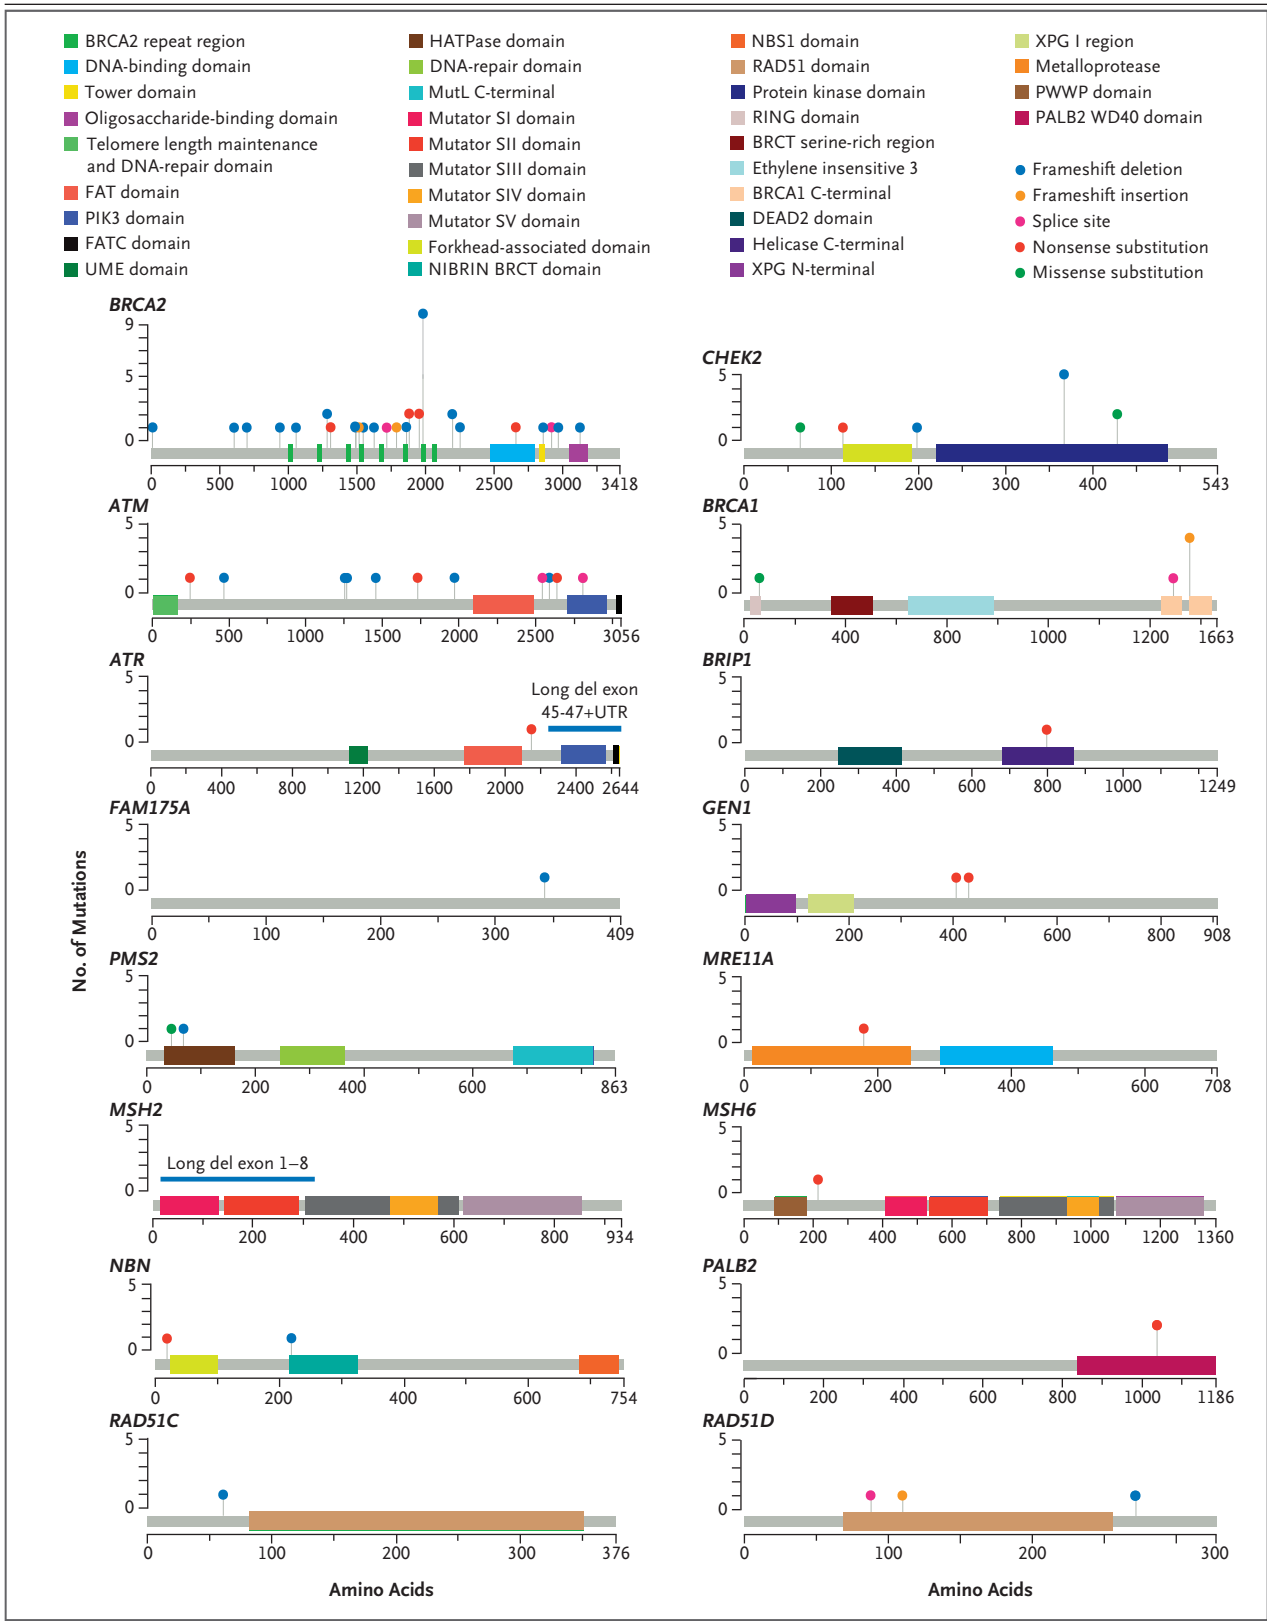 BRCA2 repeat region
DNA-binding domain
Tower domain
Oligosaccharide-binding domain
Telomere length maintenance
and DNA-repair domain
FAT domain
PIK3 domain
FATC domain
UME domain
HATPase domain
DNA-repair domain
MutL C-terminal
Mutator SI domain
Mutator SII domain
Mutator SIII domain
Mutator SIV domain
Mutator SV domain
Forkhead-associated domain
NIBRIN BRCT domain
NBS1 domain
RAD51 domain
Protein kinase domain
RING domain
BRCT serine-rich region
Ethylene insensitive 3
BRCA1 C-terminal
DEAD2 domain
Helicase C-terminal
XPG N-terminal
XPG I region
Metalloprotease
PWWP domain
PALB2 WD40 domain
Frameshift deletion
Frameshift insertion
Splice site
Nonsense substitution
Missense substitution
No. of Mutations
BRCA2
9
5
0
0 500 1000 1500 2000 2500 3000 3418
CHEK2
5
0
0 100 200 300 400 543
ATM
5
0
0 500 1000 1500 2000 2500 3056
BRCA1
5
0
0 400 800 1000 1200 1663
ATR
5
0
Long del exon
45-47+UTR
0 400 800 1200 2000 2400 2644
BRIP1
5
0
0 200 400 600 800 1000 1249
FAM175A
5
0
0 100 200 300 409
GEN1
5
0
0 200 400 600 800 908
PMS2
5
0
0 200 400 600 863
MRE11A
5
0
0 200 400 600 708
MSH2
5
0
Long del exon 1–8
0 200 400 600 800 934
MSH6
5
0
0 200 400 600 800 1000 1200 1360
NBN
5
0
0 200 400 600 754
PALB2
5
0
0 200 400 600 800 1000 1186
RAD51C
5
0
0 100 200 300 376
Amino Acids
RAD51D
5
0
0 100 200 300
Amino Acids